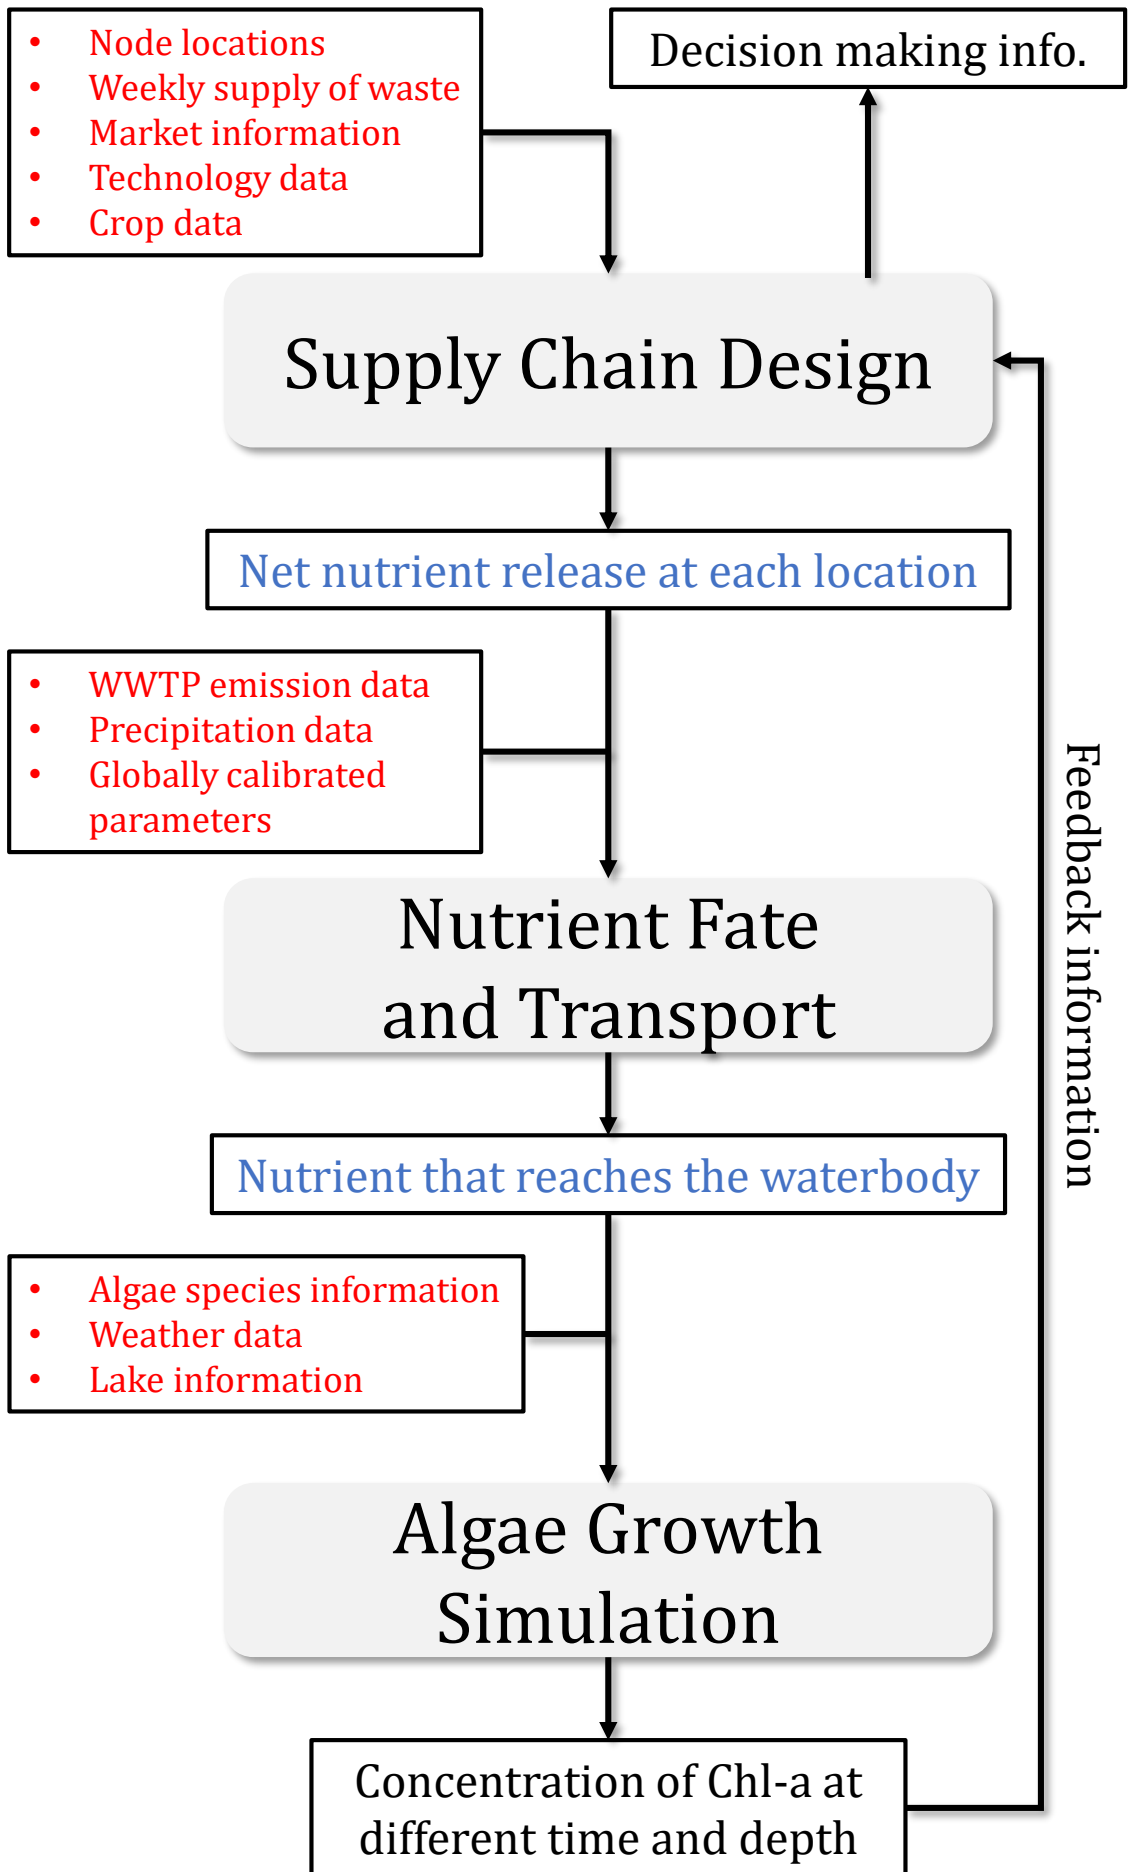 • Node locations
• Weekly supply of waste
• Market information
• Technology data
• Crop data
Decision making info.
Supply Chain Design
Net nutrient release at each location
• WWTP emission data
• Precipitation data
• Globally calibrated
parameters
Nutrient Fate
and Transport
Feedback information
Nutrient that reaches the waterbody
• Algae species information
• Weather data
• Lake information
Algae Growth
Simulation
Concentration of Chl-a at
different time and depth